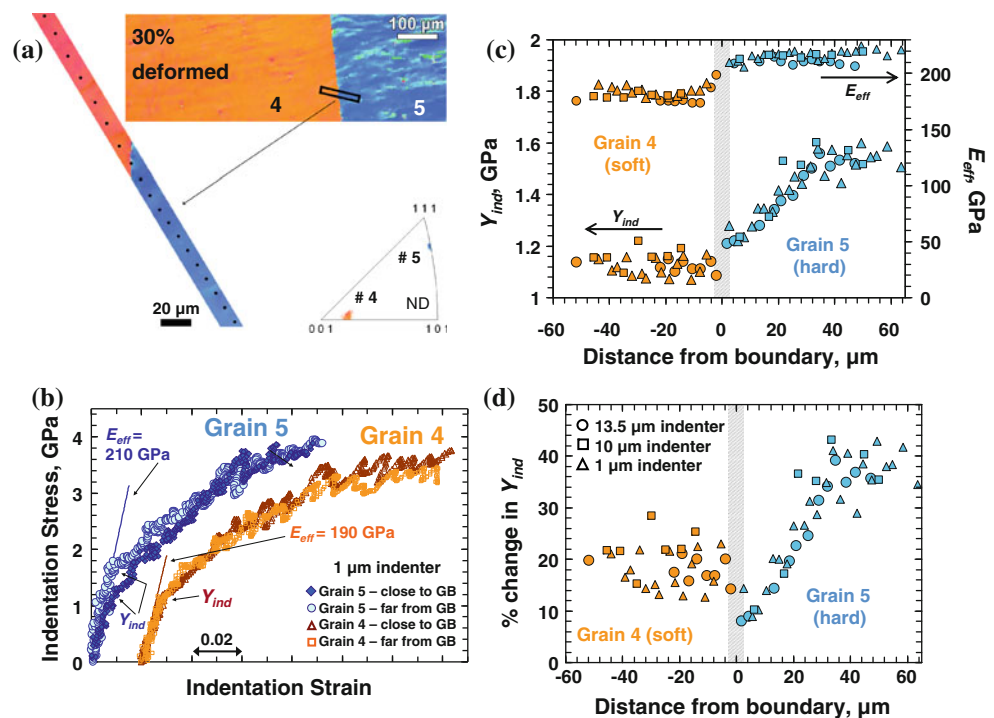 (a)
30%
deformed
100 µm
4
5
20 µm
111
# 5
# 4
ND
001
101
(b)
Indentation Stress, GPa
5
4
3
2
1
0
E_eff =
210 GPa
Grain 5
Grain 4
E_eff = 190 GPa
1 µm indenter
Y_ind
Y_ind
Grain 5 – close to GB
Grain 5 – far from GB
Grain 4 – close to GB
Grain 4 – far from GB
0.02
Indentation Strain
(c)
Y_ind, GPa
2
1.8
1.6
1.4
1.2
1
E_eff
Grain 4
(soft)
Y_ind
Grain 5
(hard)
E_eff, GPa
200
150
100
50
0
-60 -40 -20 0 20 40 60
Distance from boundary, µm
(d)
% change in Y_ind
50
40
30
20
10
0
13.5 µm indenter
10 µm indenter
1 µm indenter
Grain 4 (soft)
Grain 5
(hard)
-60 -40 -20 0 20 40 60
Distance from boundary, µm